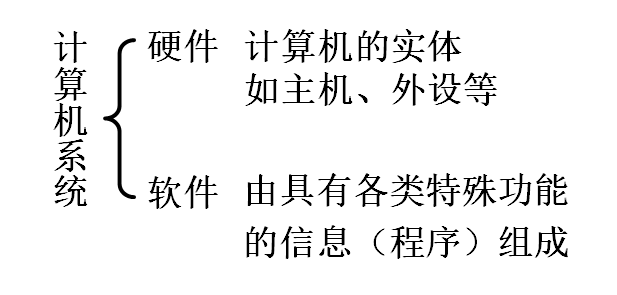 计算机系统
硬件 计算机的实体
如主机、外设等
软件 由具有各类特殊功能
的信息（程序）组成